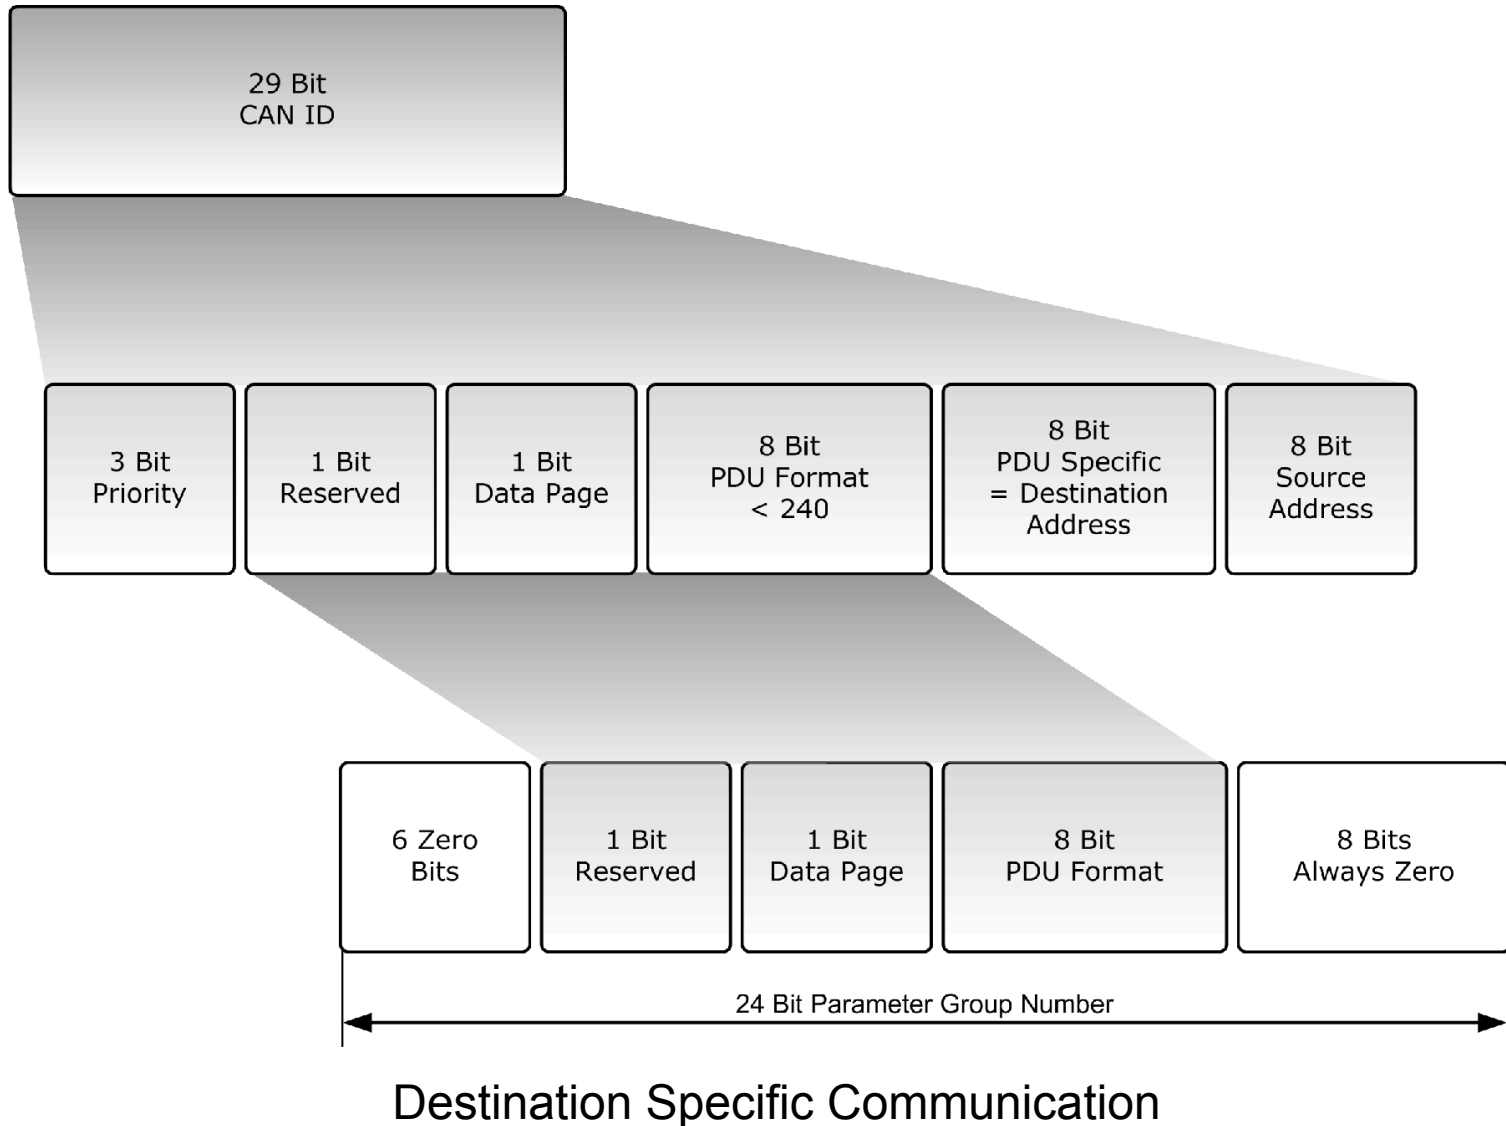 29 Bit
CAN ID
3 Bit
Priority
1 Bit
Reserved
1 Bit
Data Page
8 Bit
PDU Format
< 240
8 Bit
PDU Specific
= Destination
Address
8 Bit
Source
Address
6 Zero
Bits
1 Bit
Reserved
1 Bit
Data Page
8 Bit
PDU Format
8 Bits
Always Zero
24 Bit Parameter Group Number
Destination Specific Communication